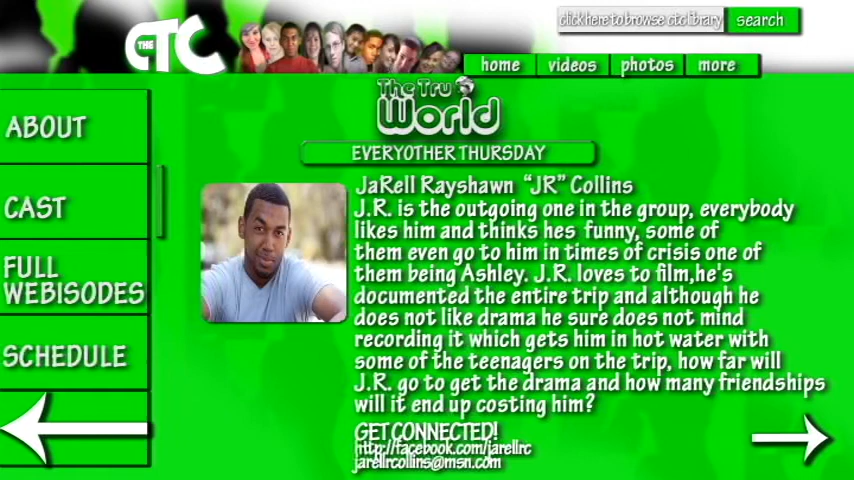 click here to browse ctc library
search
THE CTC
home
videos
photos
more
The Tru World
EVERYOTHER THURSDAY
ABOUT
CAST
FULL
WEBISODES
SCHEDULE
JaRell Rayshawn "JR" Collins
J.R. is the outgoing one in the group, everybody
likes him and thinks hes funny, some of
them even go to him in times of crisis one of
them being Ashley. J.R. loves to film,he's
documented the entire trip and although he
does not like drama he sure does not mind
recording it which gets him in hot water with
some of the teenagers on the trip, how far will
J.R. go to get the drama and how many friendships
will it end up costing him?
GET CONNECTED!
http://facebook.com/jarellrc
jarellrcollins@msn.com